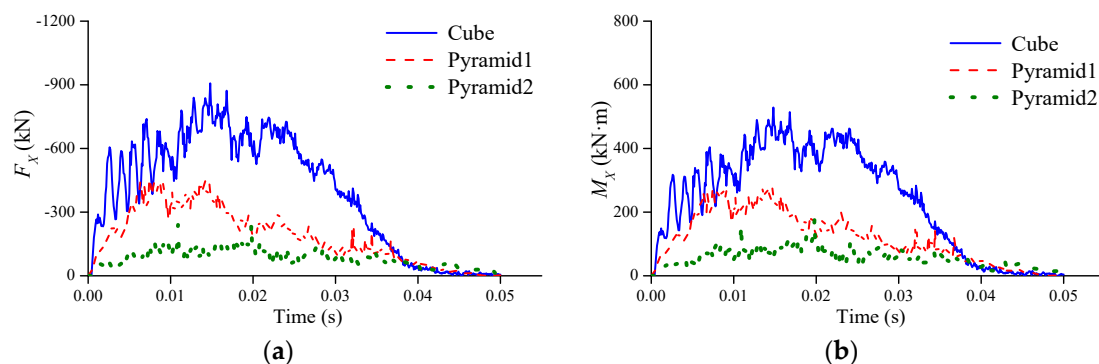 -1200
-900
-600
-300
0
F_X (kN)
Cube
Pyramid1
Pyramid2
0.00 0.01 0.02 0.03 0.04 0.05
Time (s)
(a)
800
600
400
200
0
M_X (kN·m)
Cube
Pyramid1
Pyramid2
0.00 0.01 0.02 0.03 0.04 0.05
Time (s)
(b)